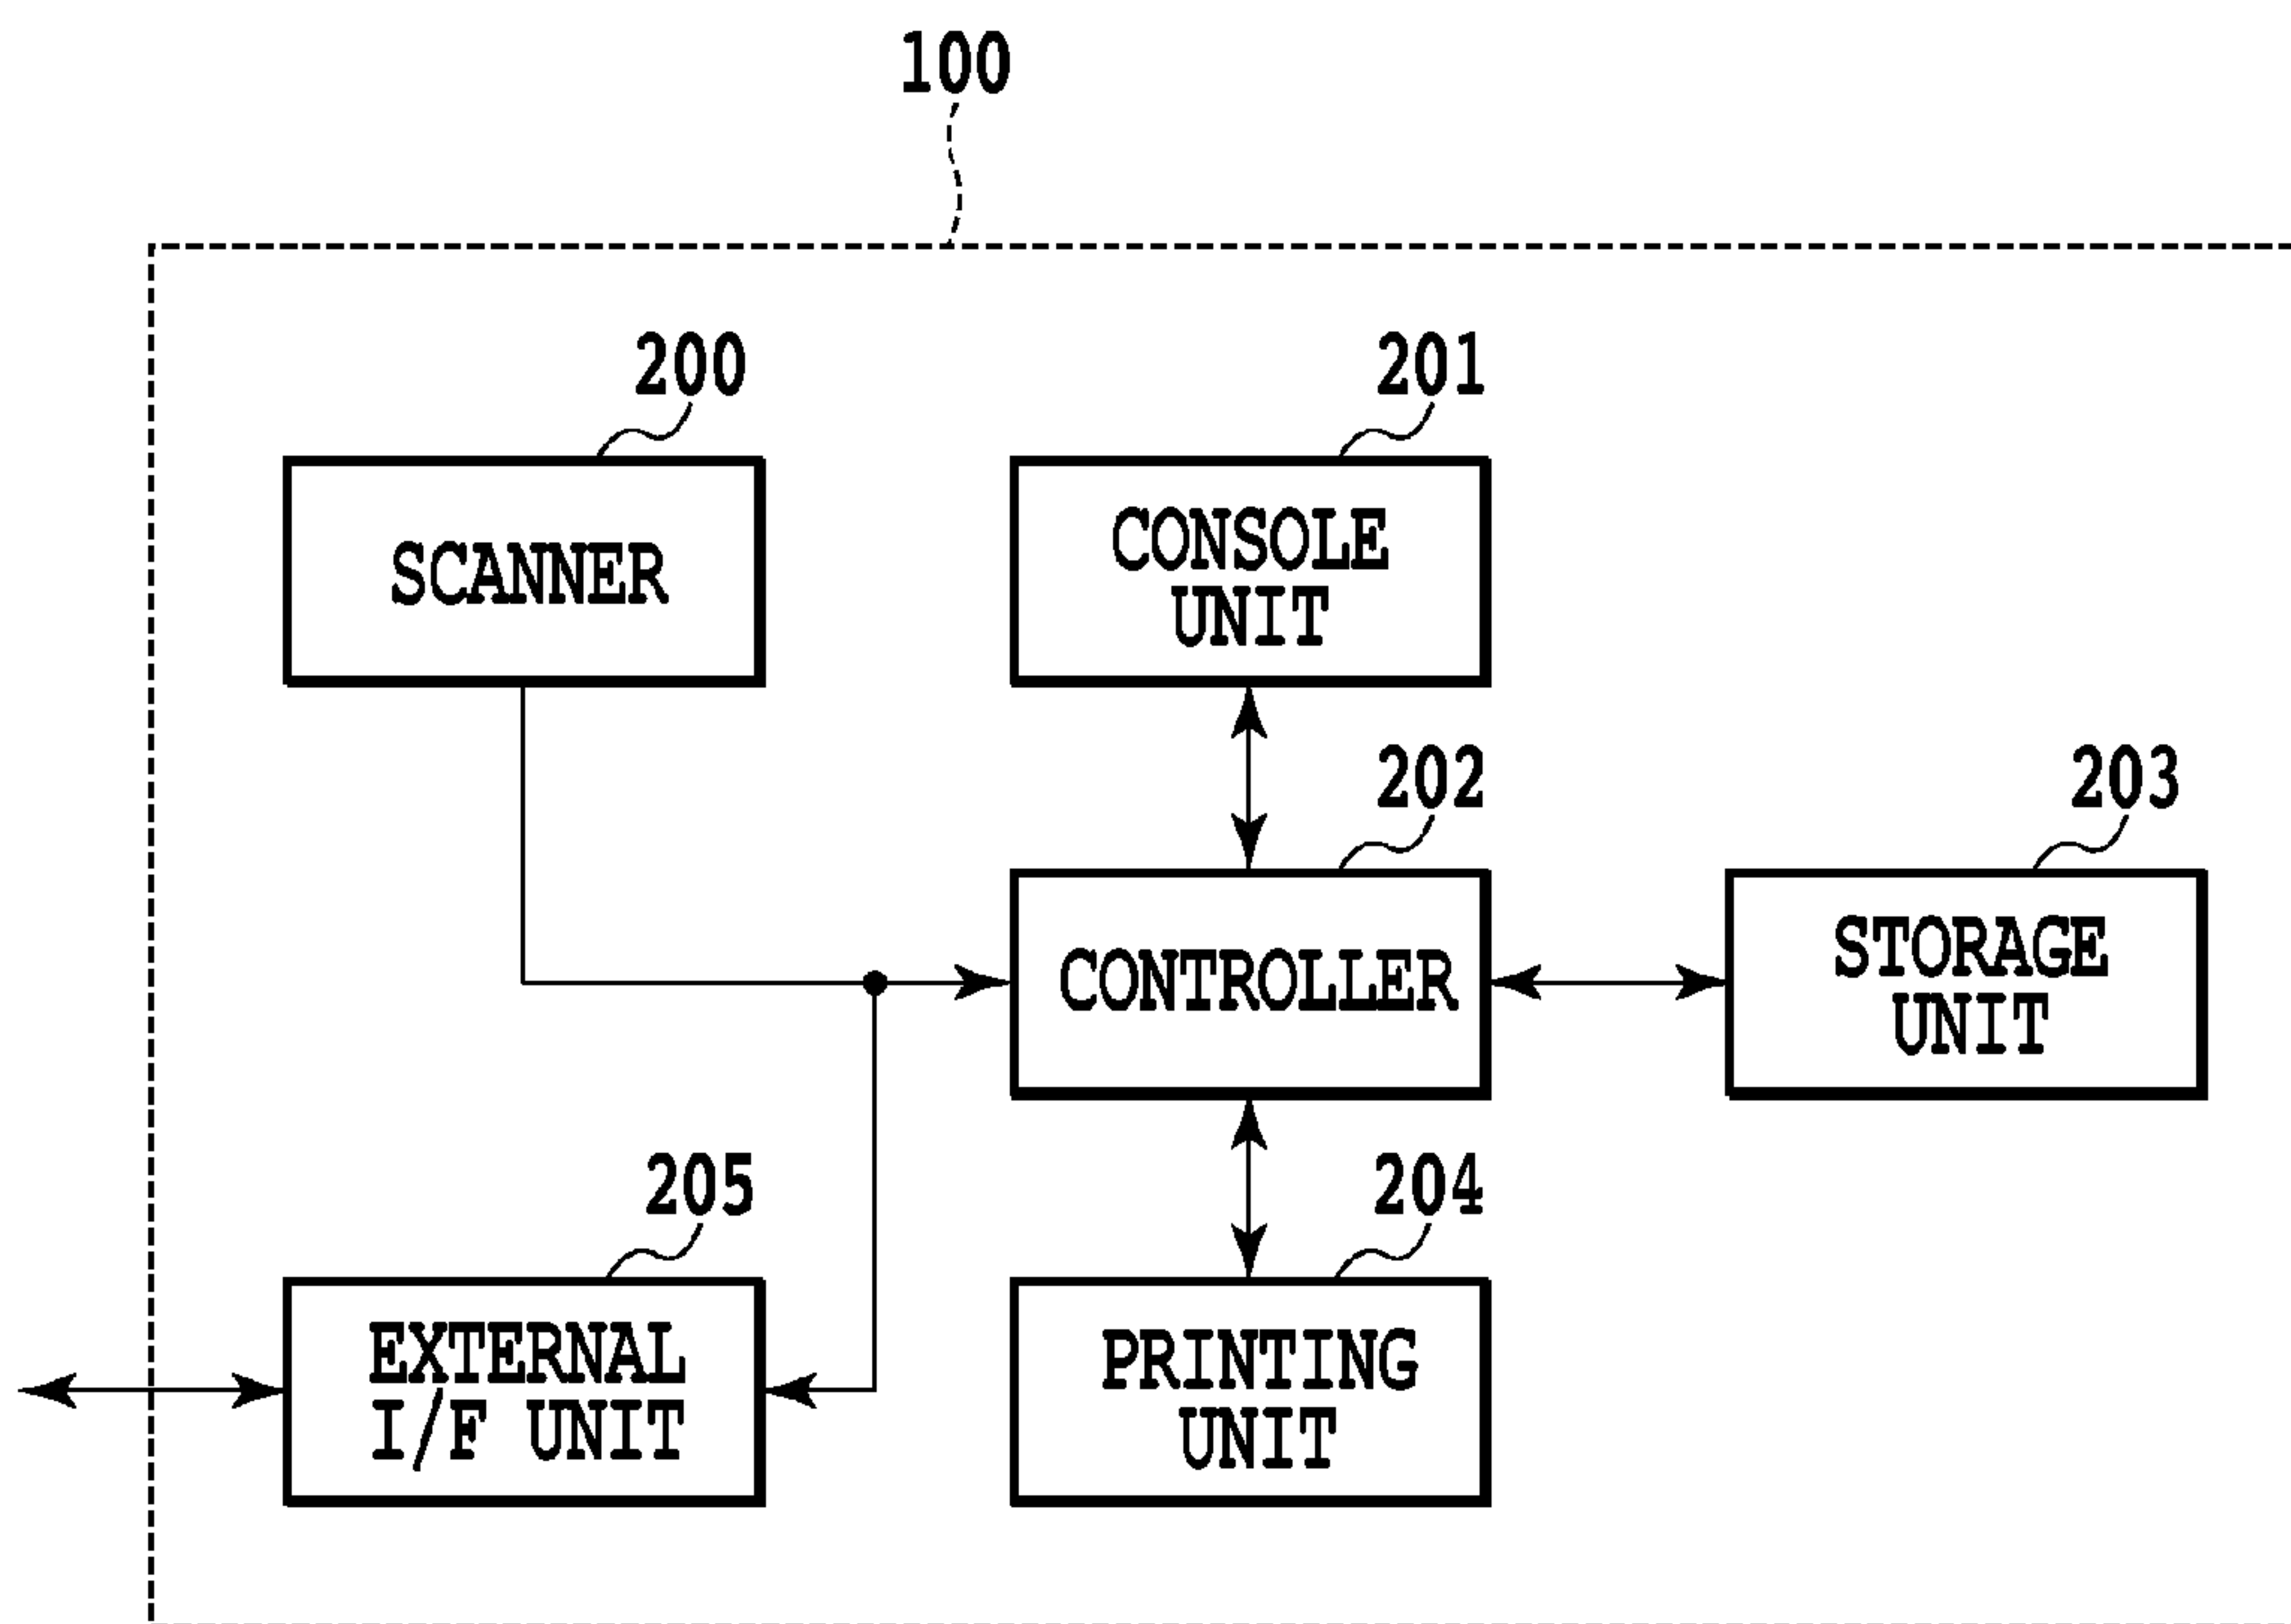 100
200
201
SCANNER
CONSOLE
UNIT
202
203
CONTROLLER
STORAGE
UNIT
205
204
EXTERNAL
I/F UNIT
PRINTING
UNIT